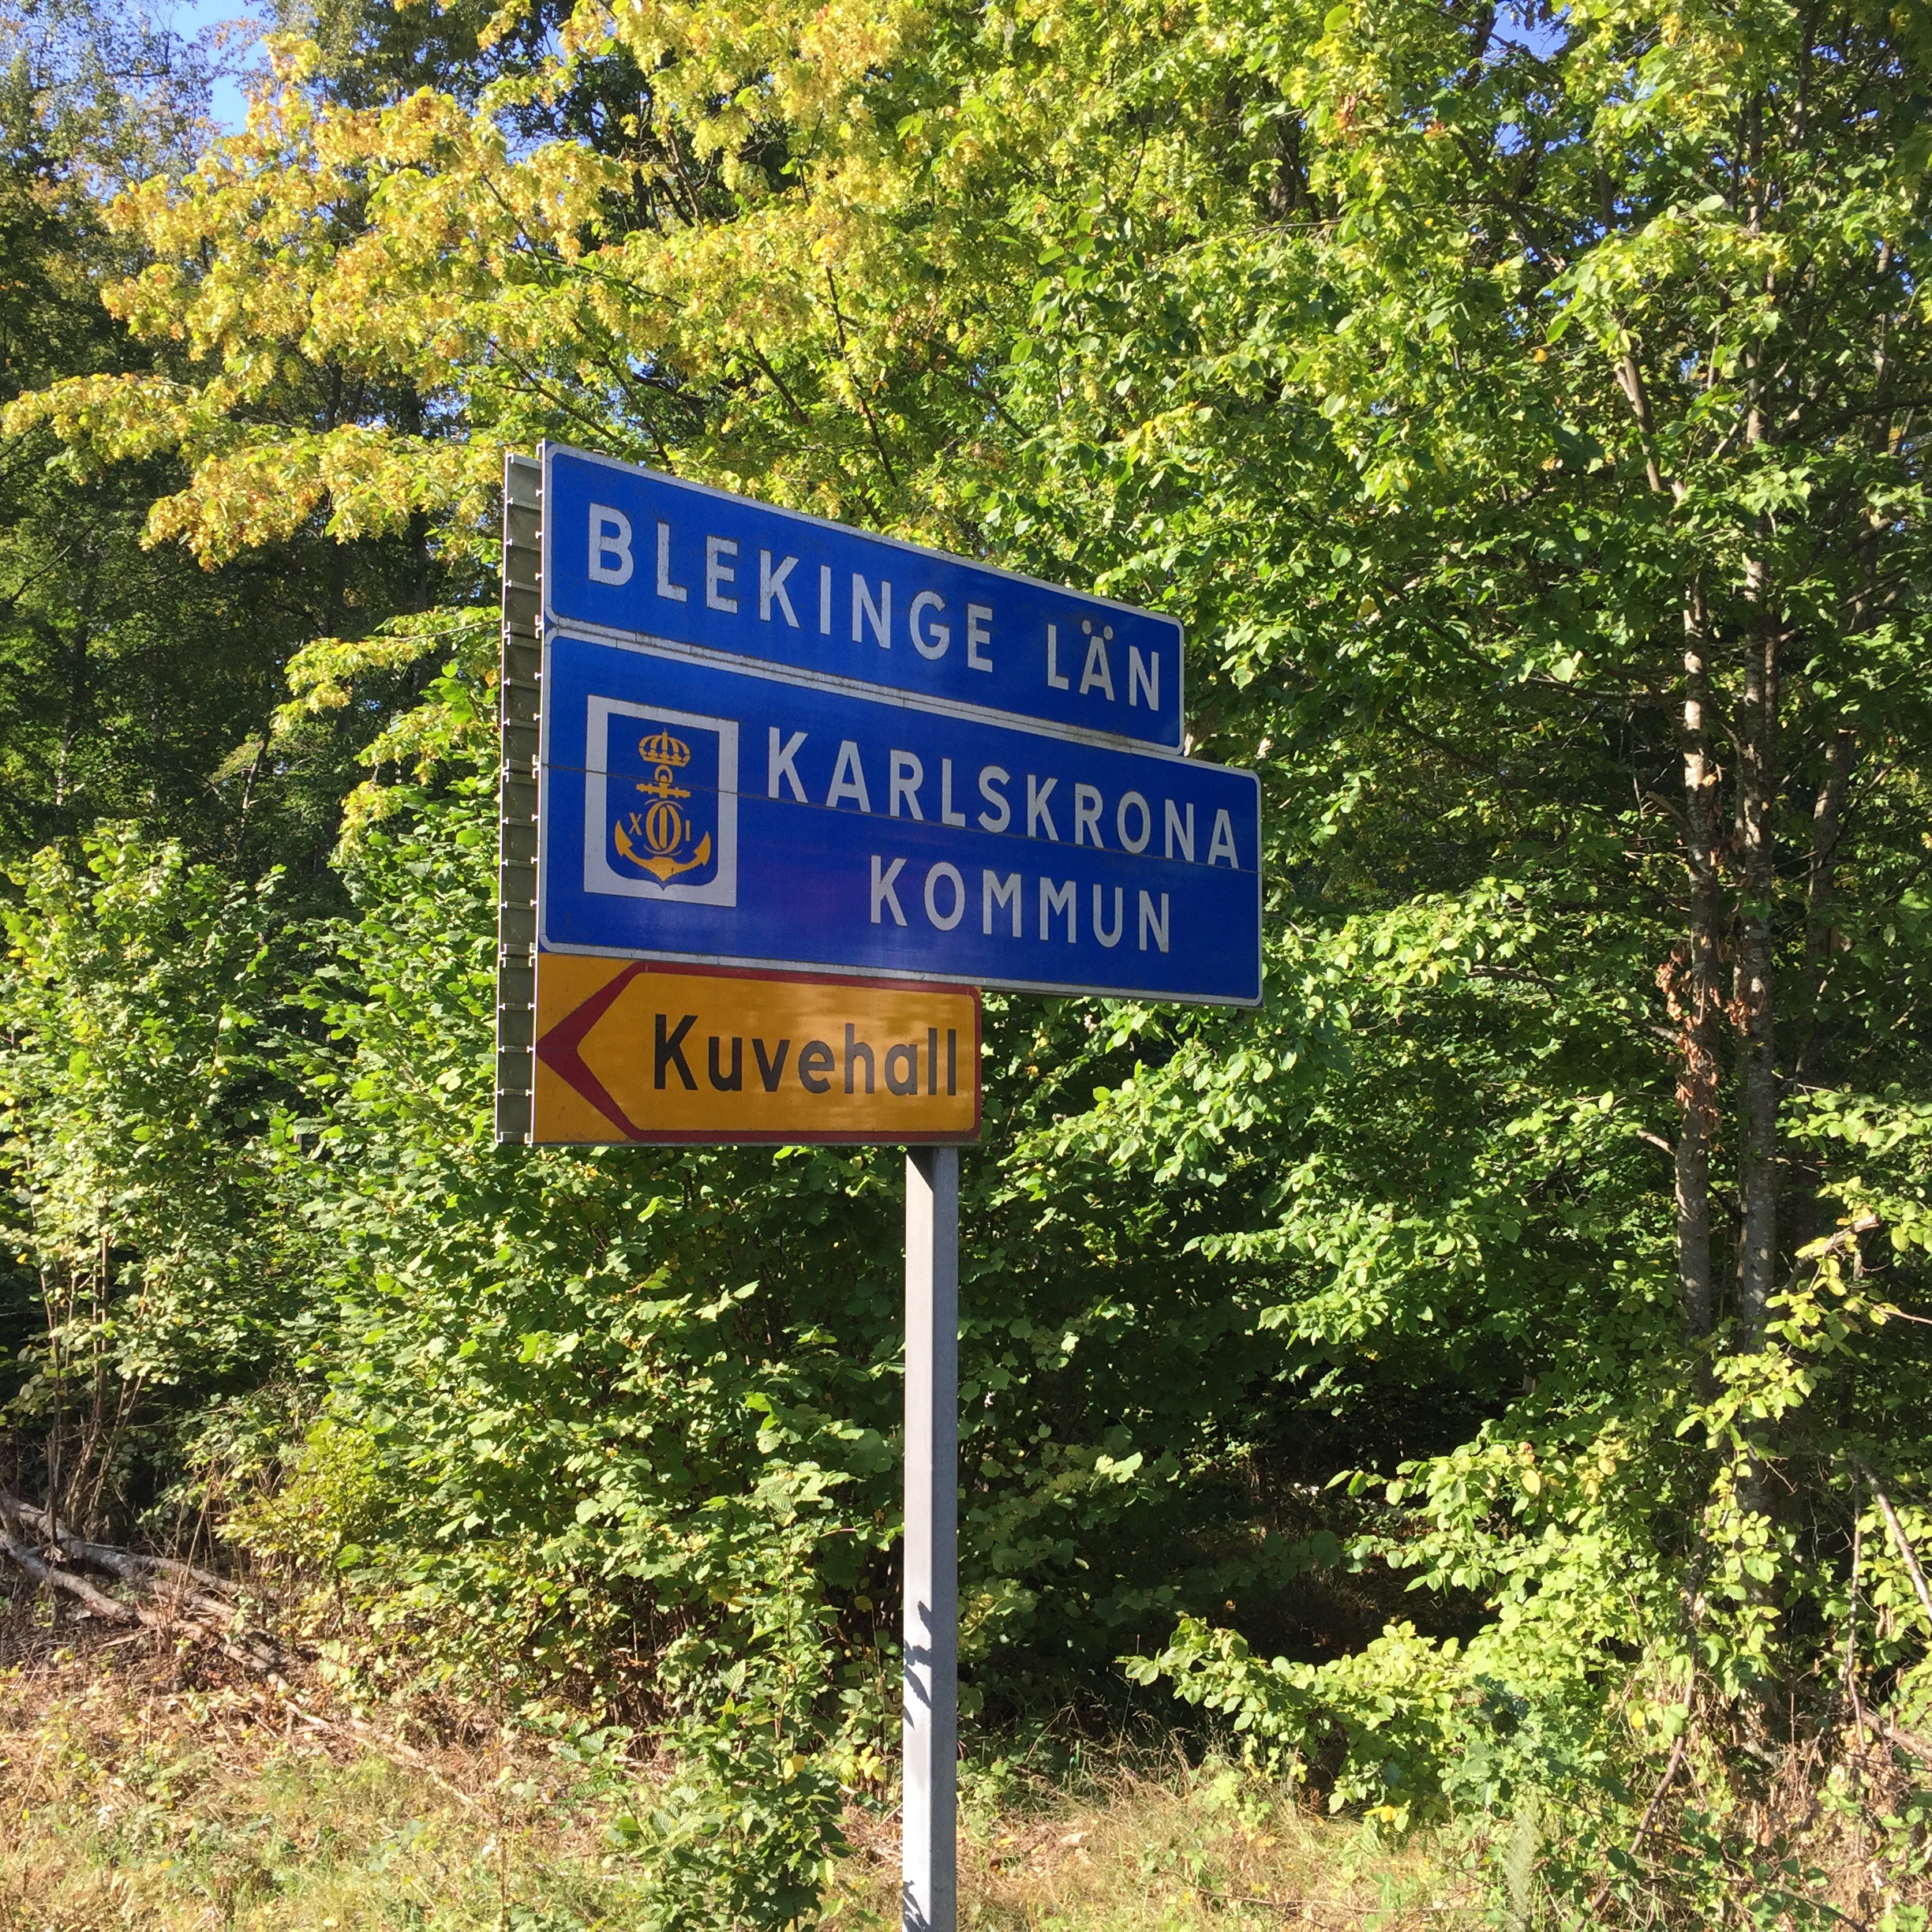 BLEKINGE LÄN
KARLSKRONA
KOMMUN
X I
Kuvehall